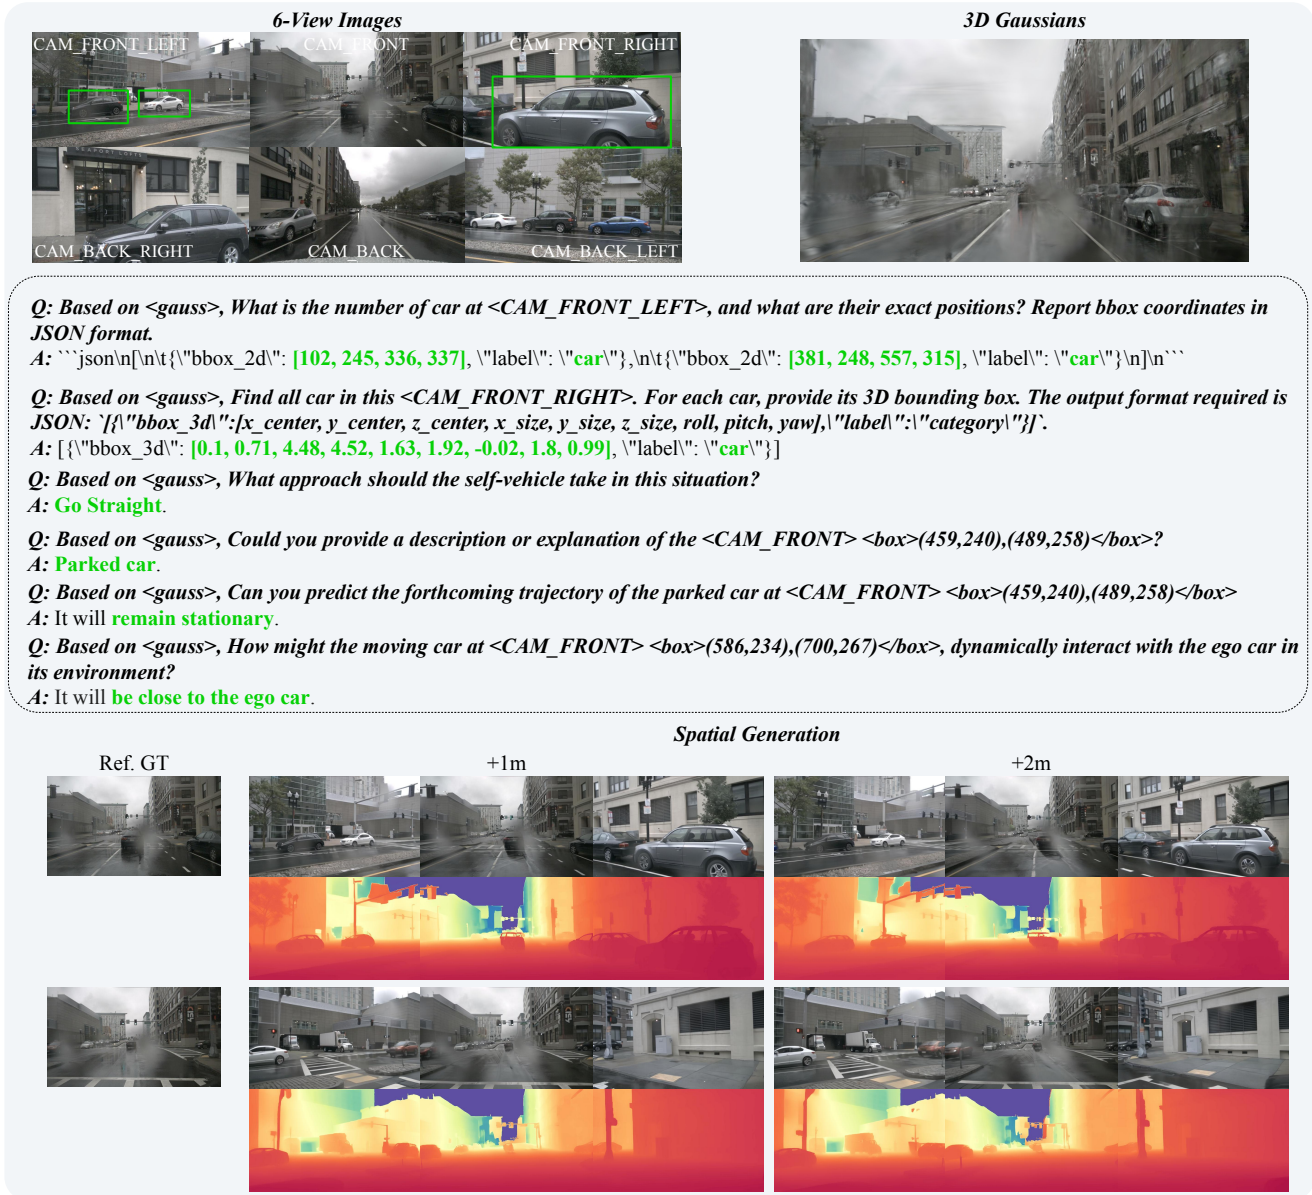 6-View Images
3D Gaussians
CAM_FRONT_LEFT
CAM_FRONT
CAM_FRONT_RIGHT
SEAPORT LOFTS
CAM_BACK_RIGHT
CAM_BACK
CAM_BACK_LEFT
Q: Based on <gauss>, What is the number of car at <CAM_FRONT_LEFT>, and what are their exact positions? Report bbox coordinates in
JSON format.
A: ```json\n[\n\t{\"bbox_2d\": [102, 245, 336, 337], \"label\": \"car\"},\n\t{\"bbox_2d\": [381, 248, 557, 315], \"label\": \"car\"}\n]\n```
Q: Based on <gauss>, Find all car in this <CAM_FRONT_RIGHT>. For each car, provide its 3D bounding box. The output format required is
JSON: `[{\"bbox_3d\":[x_center, y_center, z_center, x_size, y_size, z_size, roll, pitch, yaw],\"label\":\"category\"}]`.
A: [{\"bbox_3d\": [0.1, 0.71, 4.48, 4.52, 1.63, 1.92, -0.02, 1.8, 0.99], \"label\": \"car\"}]
Q: Based on <gauss>, What approach should the self-vehicle take in this situation?
A: Go Straight.
Q: Based on <gauss>, Could you provide a description or explanation of the <CAM_FRONT> <box>(459,240),(489,258)</box>?
A: Parked car.
Q: Based on <gauss>, Can you predict the forthcoming trajectory of the parked car at <CAM_FRONT> <box>(459,240),(489,258)</box>
A: It will remain stationary.
Q: Based on <gauss>, How might the moving car at <CAM_FRONT> <box>(586,234),(700,267)</box>, dynamically interact with the ego car in
its environment?
A: It will be close to the ego car.
Spatial Generation
Ref. GT
+1m
+2m